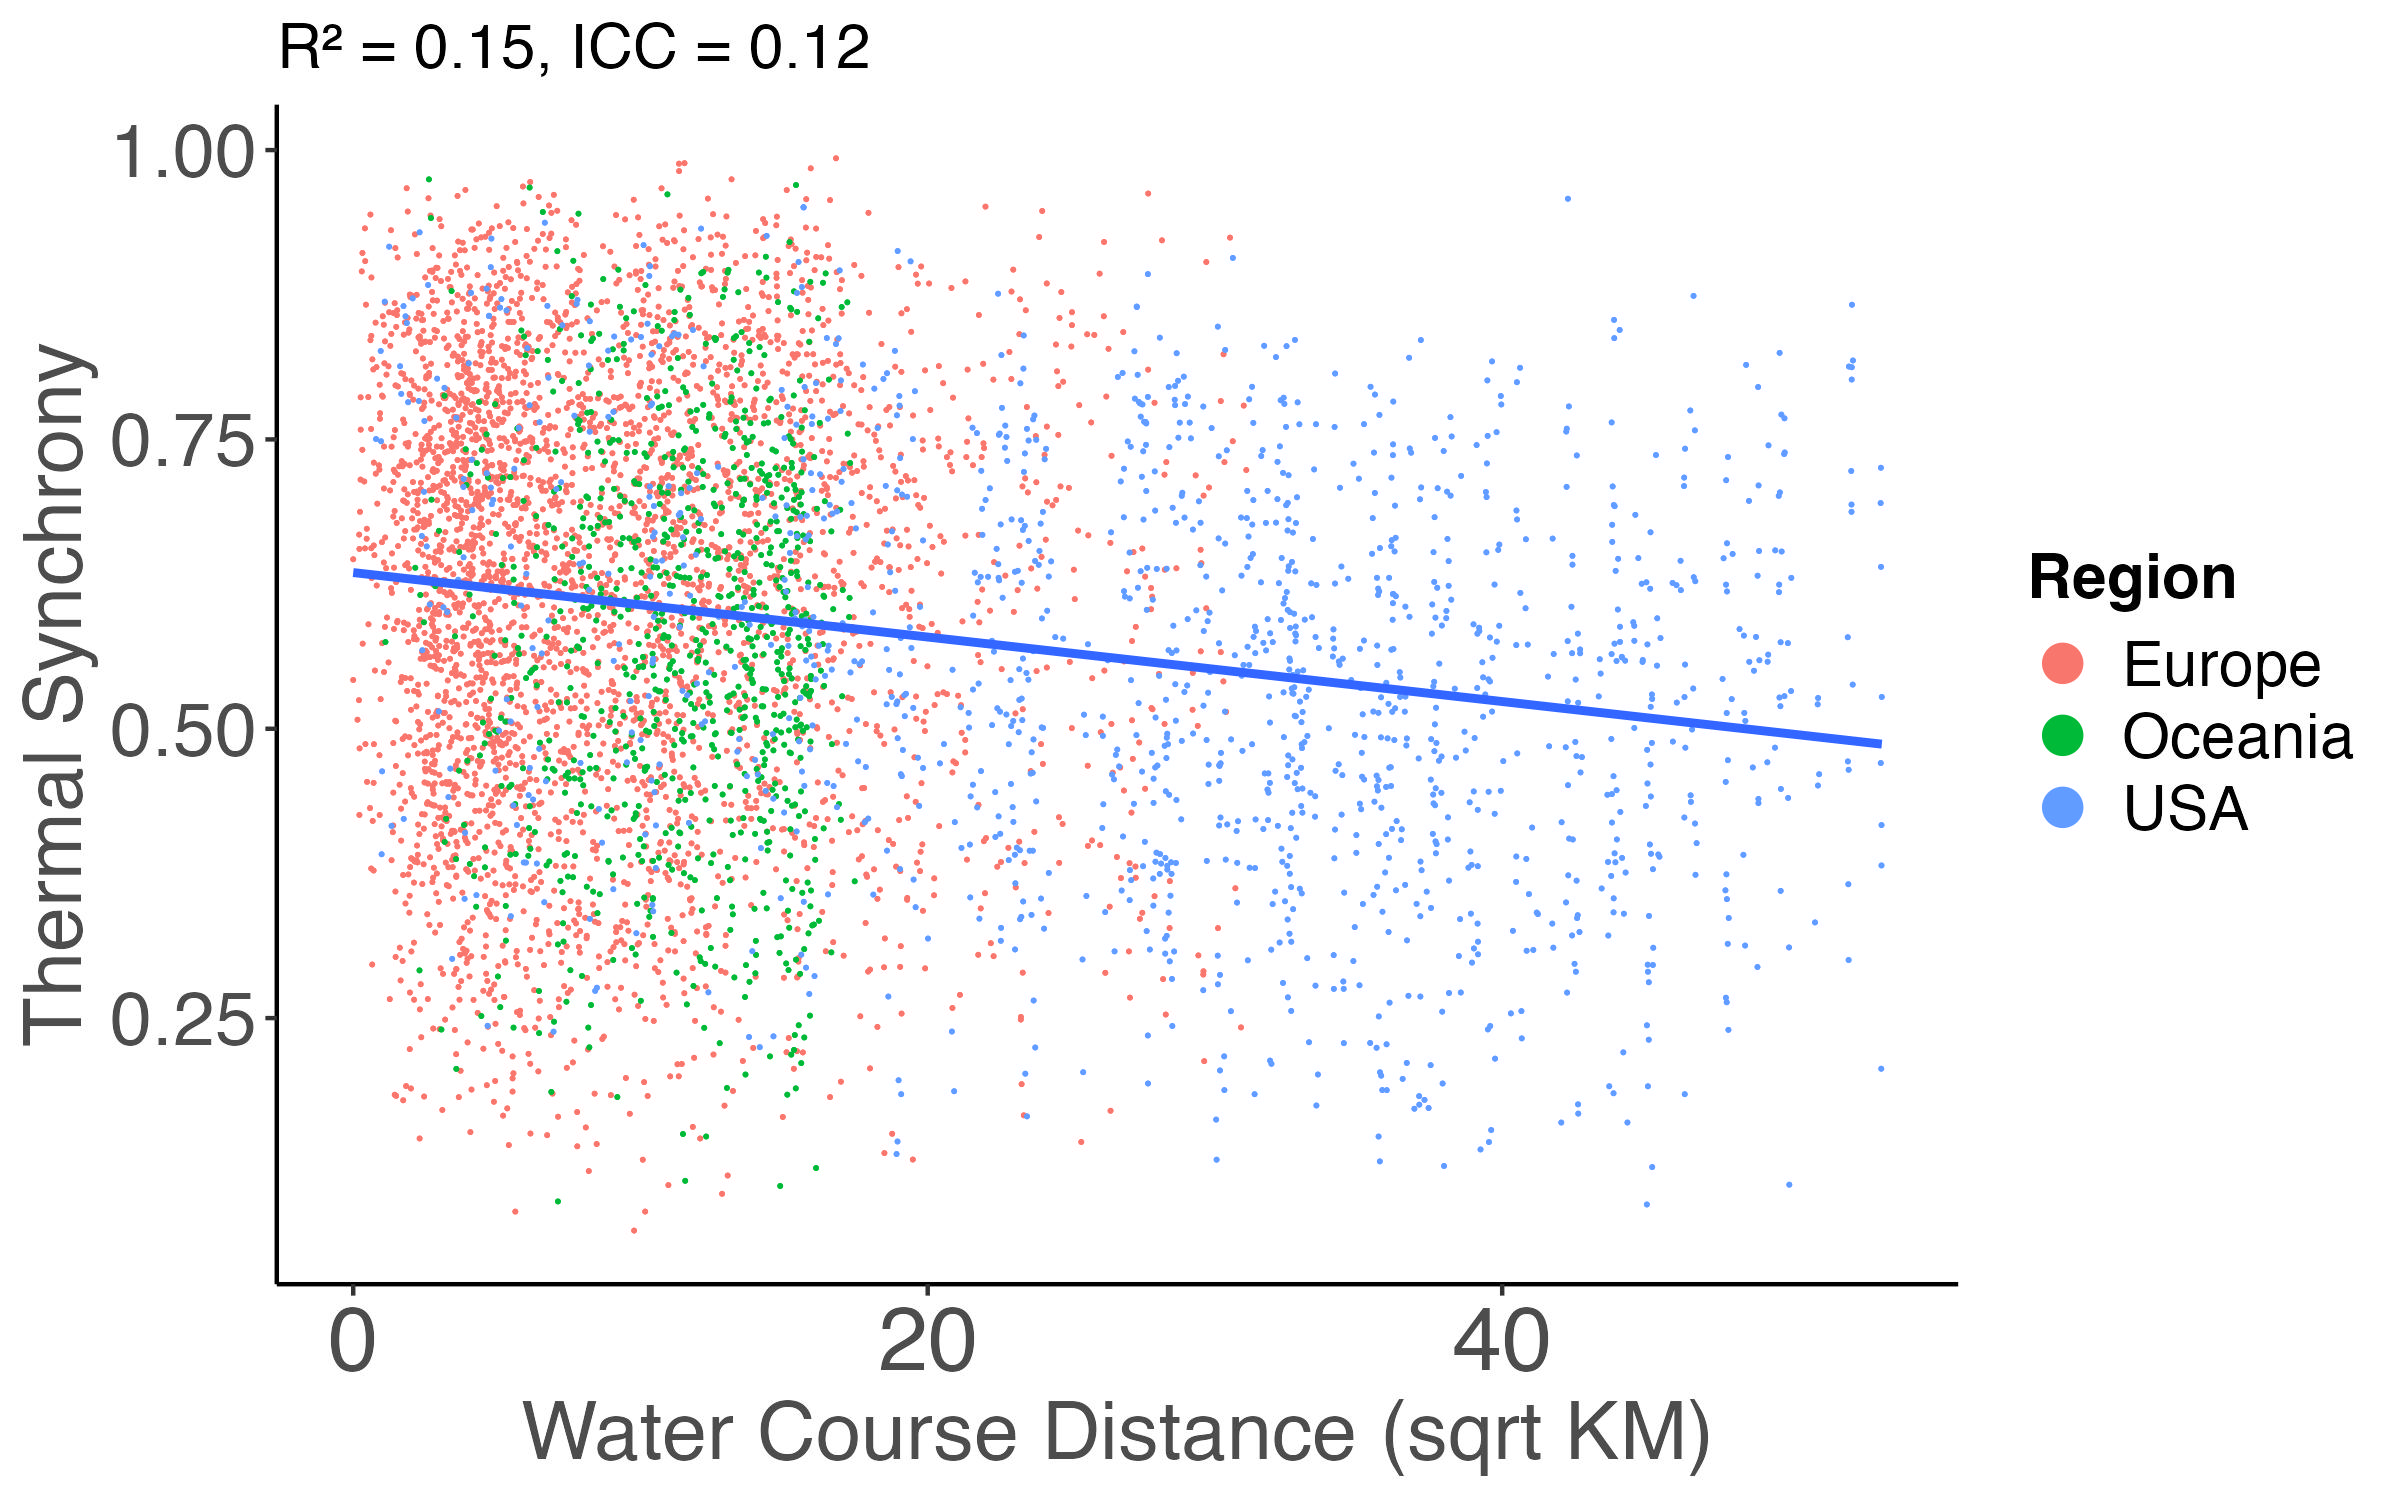 R² = 0.15, ICC = 0.12
Thermal Synchrony
1.00
0.75
0.50
0.25
0
20
40
Water Course Distance (sqrt KM)
Region
Europe
Oceania
USA